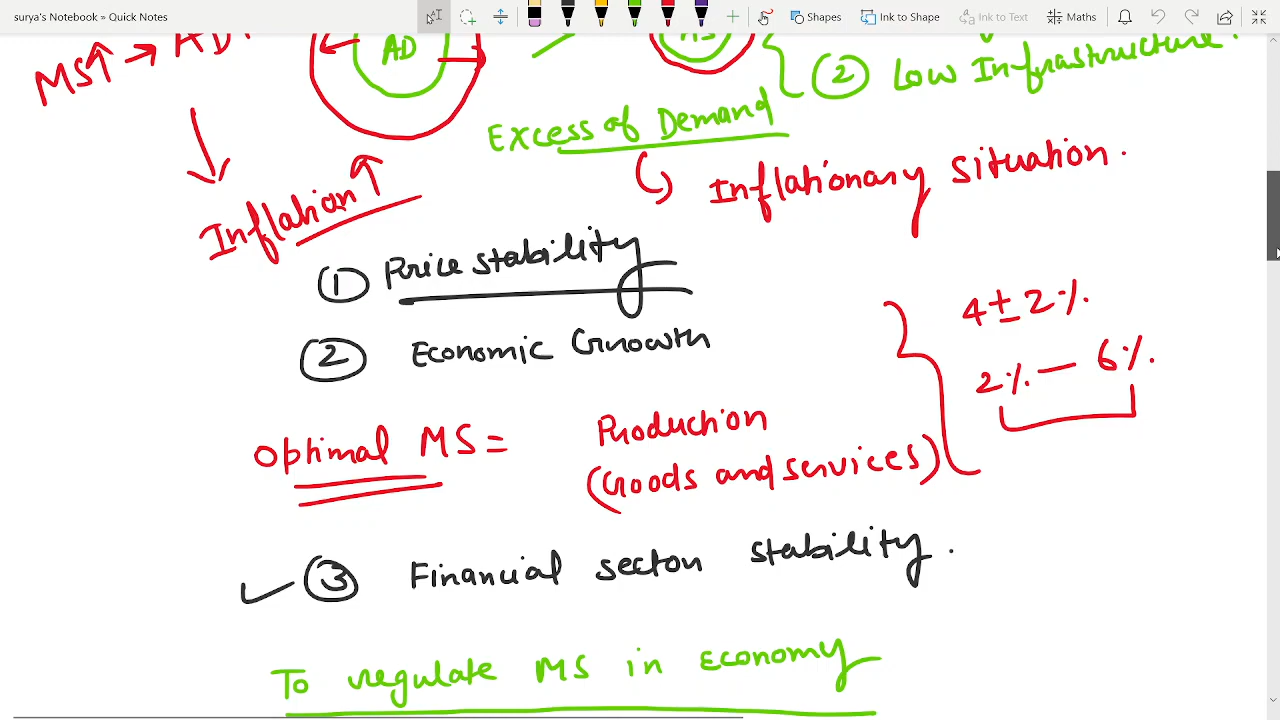 surya's Notebook » Quick Notes
Shapes
Ink to Shape
Ink to Text
Maths
MS↑ → AD↑
AD
② Low Infrastructure.
Excess of Demand
Inflationary situation.
Inflation ↑
① Price stability
② Economic Growth
4 ± 2 %.
2 %. — 6 %.
Optimal MS = Production
(Goods and services)
③ Financial sector stability.
To regulate MS in economy